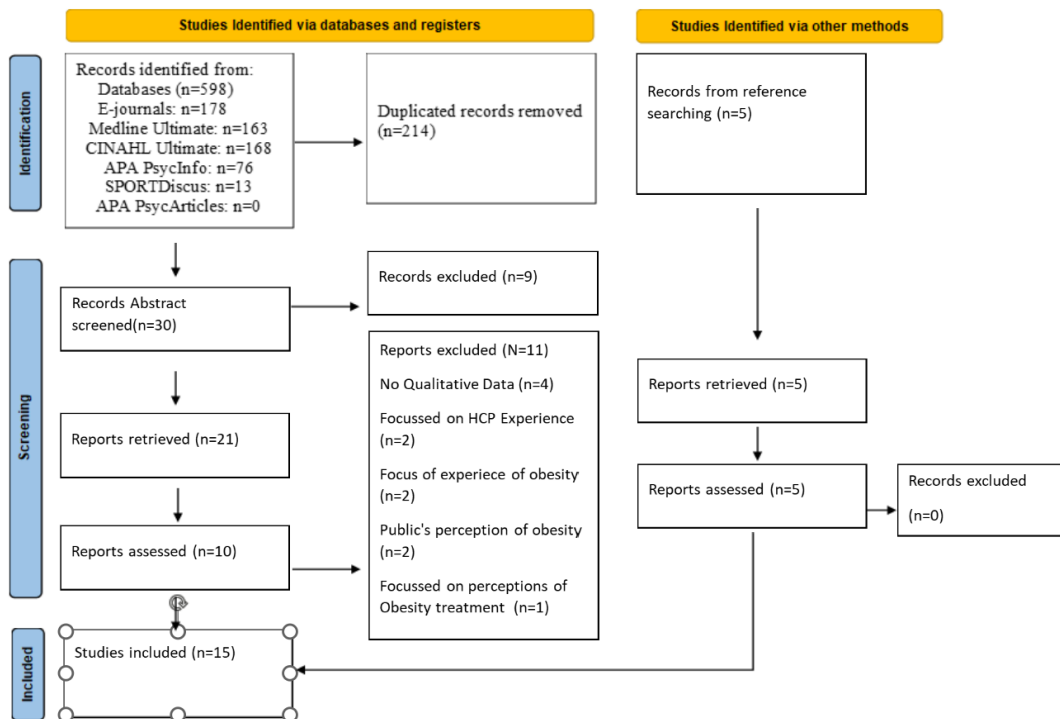 Studies Identified via databases and registers
Studies Identified via other methods
Identification
Records identified from:
Databases (n=598)
E-journals: n=178
Medline Ultimate: n=163
CINAHL Ultimate: n=168
APA PsycInfo: n=76
SPORTDiscus: n=13
APA PsycArticles: n=0
Duplicated records removed
(n=214)
Records from reference
searching (n=5)
Screening
Records Abstract
screened(n=30)
Records excluded (n=9)
Reports retrieved (n=21)
Reports assessed (n=10)
Reports excluded (N=11)
No Qualitative Data (n=4)
Focussed on HCP Experience
(n=2)
Focus of experiece of obesity
(n=2)
Public's perception of obesity
(n=2)
Focussed on perceptions of
Obesity treatment (n=1)
Reports retrieved (n=5)
Reports assessed (n=5)
Records excluded
(n=0)
Included
Studies included (n=15)